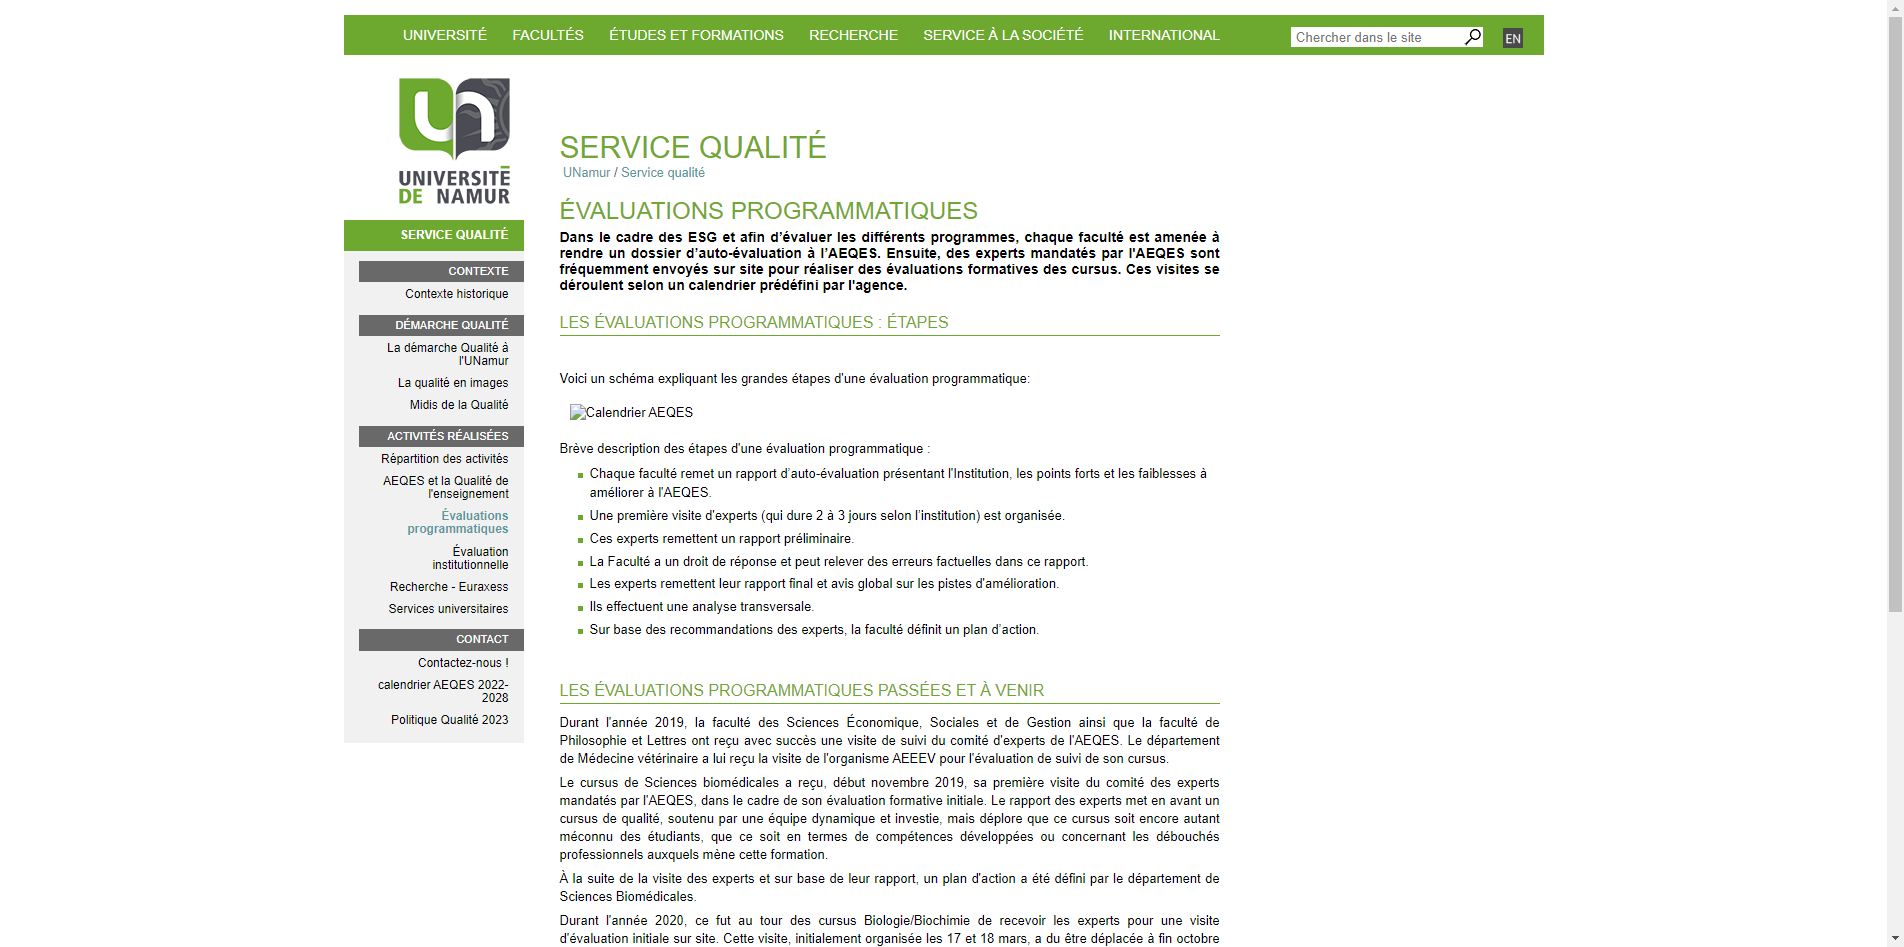 UNIVERSITÉ FACULTÉS ÉTUDES ET FORMATIONS RECHERCHE SERVICE À LA SOCIÉTÉ INTERNATIONAL Chercher dans le site EN
UNIVERSITÉ
DE NAMUR
SERVICE QUALITÉ
CONTEXTE
Contexte historique
DÉMARCHE QUALITÉ
La démarche Qualité à
l'UNamur
La qualité en images
Midis de la Qualité
ACTIVITÉS RÉALISÉES
Répartition des activités
AEQES et la Qualité de
l'enseignement
Évaluations
programmatiques
Évaluation
institutionnelle
Recherche - Euraxess
Services universitaires
CONTACT
Contactez-nous !
calendrier AEQES 2022-
2028
Politique Qualité 2023
SERVICE QUALITÉ
UNamur / Service qualité
ÉVALUATIONS PROGRAMMATIQUES
Dans le cadre des ESG et afin d’évaluer les différents programmes, chaque faculté est amenée à
rendre un dossier d’auto-évaluation à l’AEQES. Ensuite, des experts mandatés par l'AEQES sont
fréquemment envoyés sur site pour réaliser des évaluations formatives des cursus. Ces visites se
déroulent selon un calendrier prédéfini par l'agence.
LES ÉVALUATIONS PROGRAMMATIQUES : ÉTAPES
Voici un schéma expliquant les grandes étapes d'une évaluation programmatique:
Calendrier AEQES
Brève description des étapes d'une évaluation programmatique :
Chaque faculté remet un rapport d’auto-évaluation présentant l'Institution, les points forts et les faiblesses à
améliorer à l'AEQES.
Une première visite d'experts (qui dure 2 à 3 jours selon l’institution) est organisée.
Ces experts remettent un rapport préliminaire.
La Faculté a un droit de réponse et peut relever des erreurs factuelles dans ce rapport.
Les experts remettent leur rapport final et avis global sur les pistes d'amélioration.
Ils effectuent une analyse transversale.
Sur base des recommandations des experts, la faculté définit un plan d’action.
LES ÉVALUATIONS PROGRAMMATIQUES PASSÉES ET À VENIR
Durant l'année 2019, la faculté des Sciences Économique, Sociales et de Gestion ainsi que la faculté de
Philosophie et Lettres ont reçu avec succès une visite de suivi du comité d'experts de l'AEQES. Le département
de Médecine vétérinaire a lui reçu la visite de l'organisme AEEEV pour l'évaluation de suivi de son cursus.
Le cursus de Sciences biomédicales a reçu, début novembre 2019, sa première visite du comité des experts
mandatés par l'AEQES, dans le cadre de son évaluation formative initiale. Le rapport des experts met en avant un
cursus de qualité, soutenu par une équipe dynamique et investie, mais déplore que ce cursus soit encore autant
méconnu des étudiants, que ce soit en termes de compétences développées ou concernant les débouchés
professionnels auxquels mène cette formation.
À la suite de la visite des experts et sur base de leur rapport, un plan d'action a été défini par le département de
Sciences Biomédicales.
Durant l'année 2020, ce fut au tour des cursus Biologie/Biochimie de recevoir les experts pour une visite
d'évaluation initiale sur site. Cette visite, initialement organisée les 17 et 18 mars, a du être déplacée à fin octobre